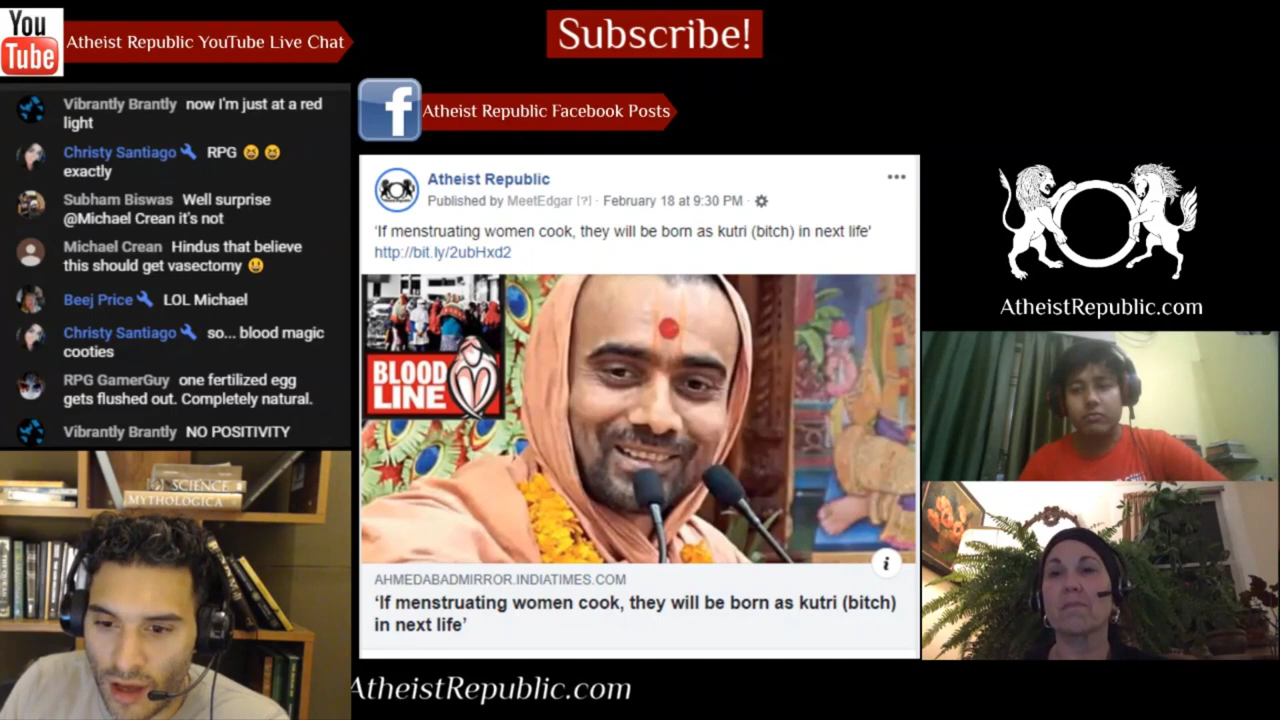 You
Tube
Atheist Republic YouTube Live Chat
Subscribe!
Vibrantly Brantly now I'm just at a red
light
Christy Santiago RPG 😆 😆
exactly
Subham Biswas Well surprise
@Michael Crean it's not
Michael Crean Hindus that believe
this should get vasectomy 😃
Beej Price LOL Michael
Christy Santiago so... blood magic
cooties
RPG GamerGuy one fertilized egg
gets flushed out. Completely natural.
Vibrantly Brantly NO POSITIVITY
f
Atheist Republic Facebook Posts
Atheist Republic
Published by MeetEdgar [?] · February 18 at 9:30 PM ·
'If menstruating women cook, they will be born as kutri (bitch) in next life'
http://bit.ly/2ubHxd2
BLOOD
LINE
i
AHMEDABADMIRROR.INDIATIMES.COM
'If menstruating women cook, they will be born as kutri (bitch)
in next life'
AtheistRepublic.com
SCIENCE
MYTHOLOGICA
AtheistRepublic.com